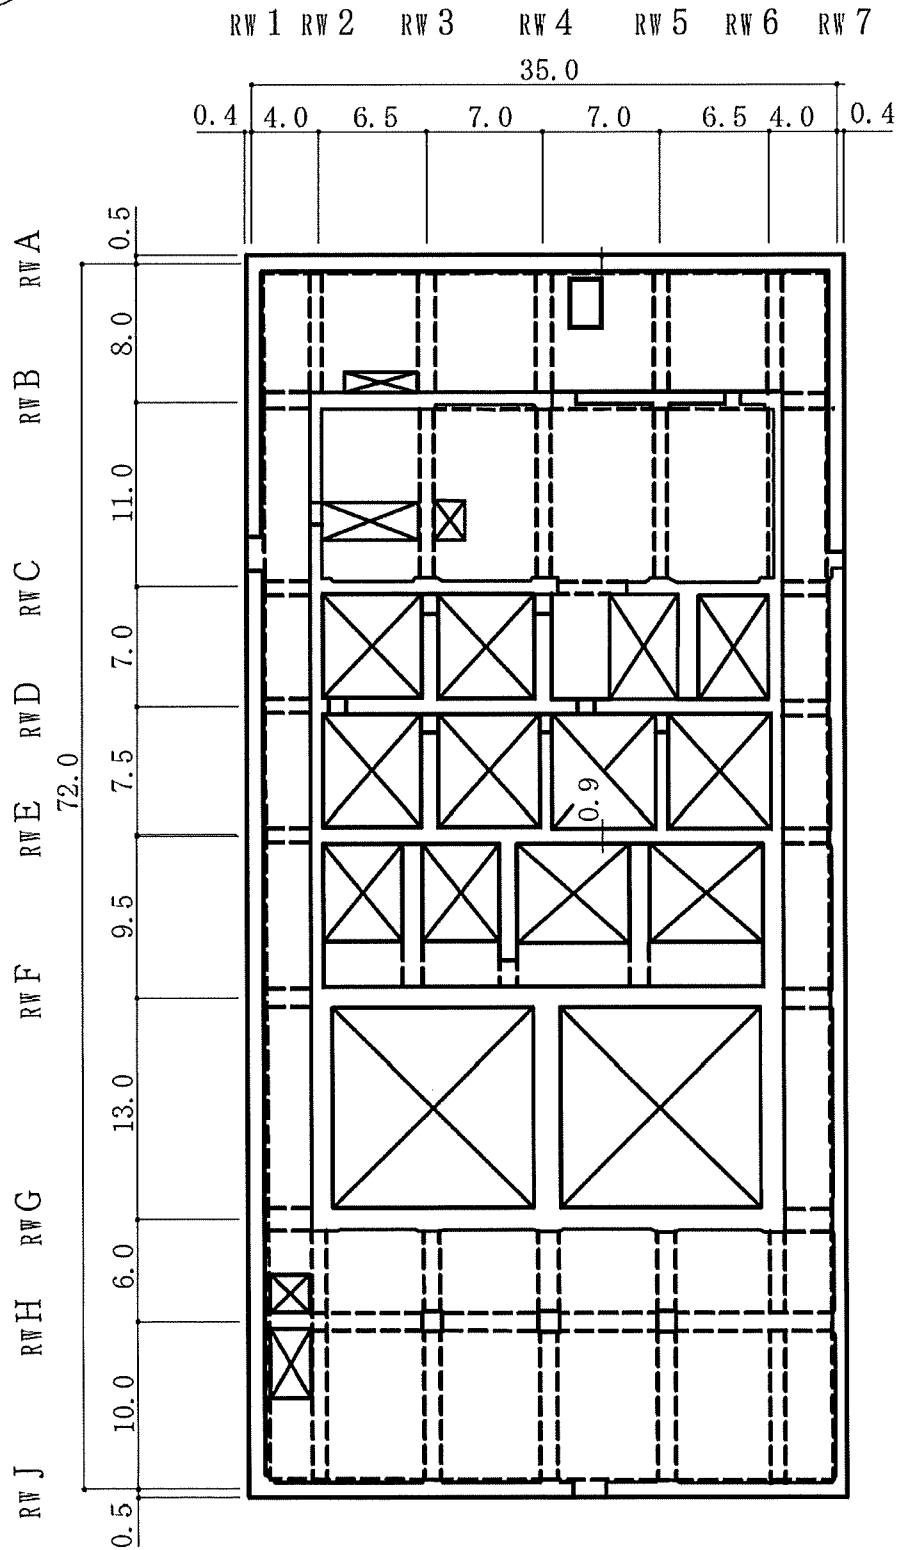 RW 1 RW 2 RW 3 RW 4 RW 5 RW 6 RW 7
35.0
0.4 4.0 6.5 7.0 7.0 6.5 4.0 0.4
RW A
RW B
RW C
RW D
RW E
RW F
RW G
RW H
RW J
72.0
0.5
8.0
11.0
7.0
7.5
9.5
13.0
6.0
10.0
0.5
0.9